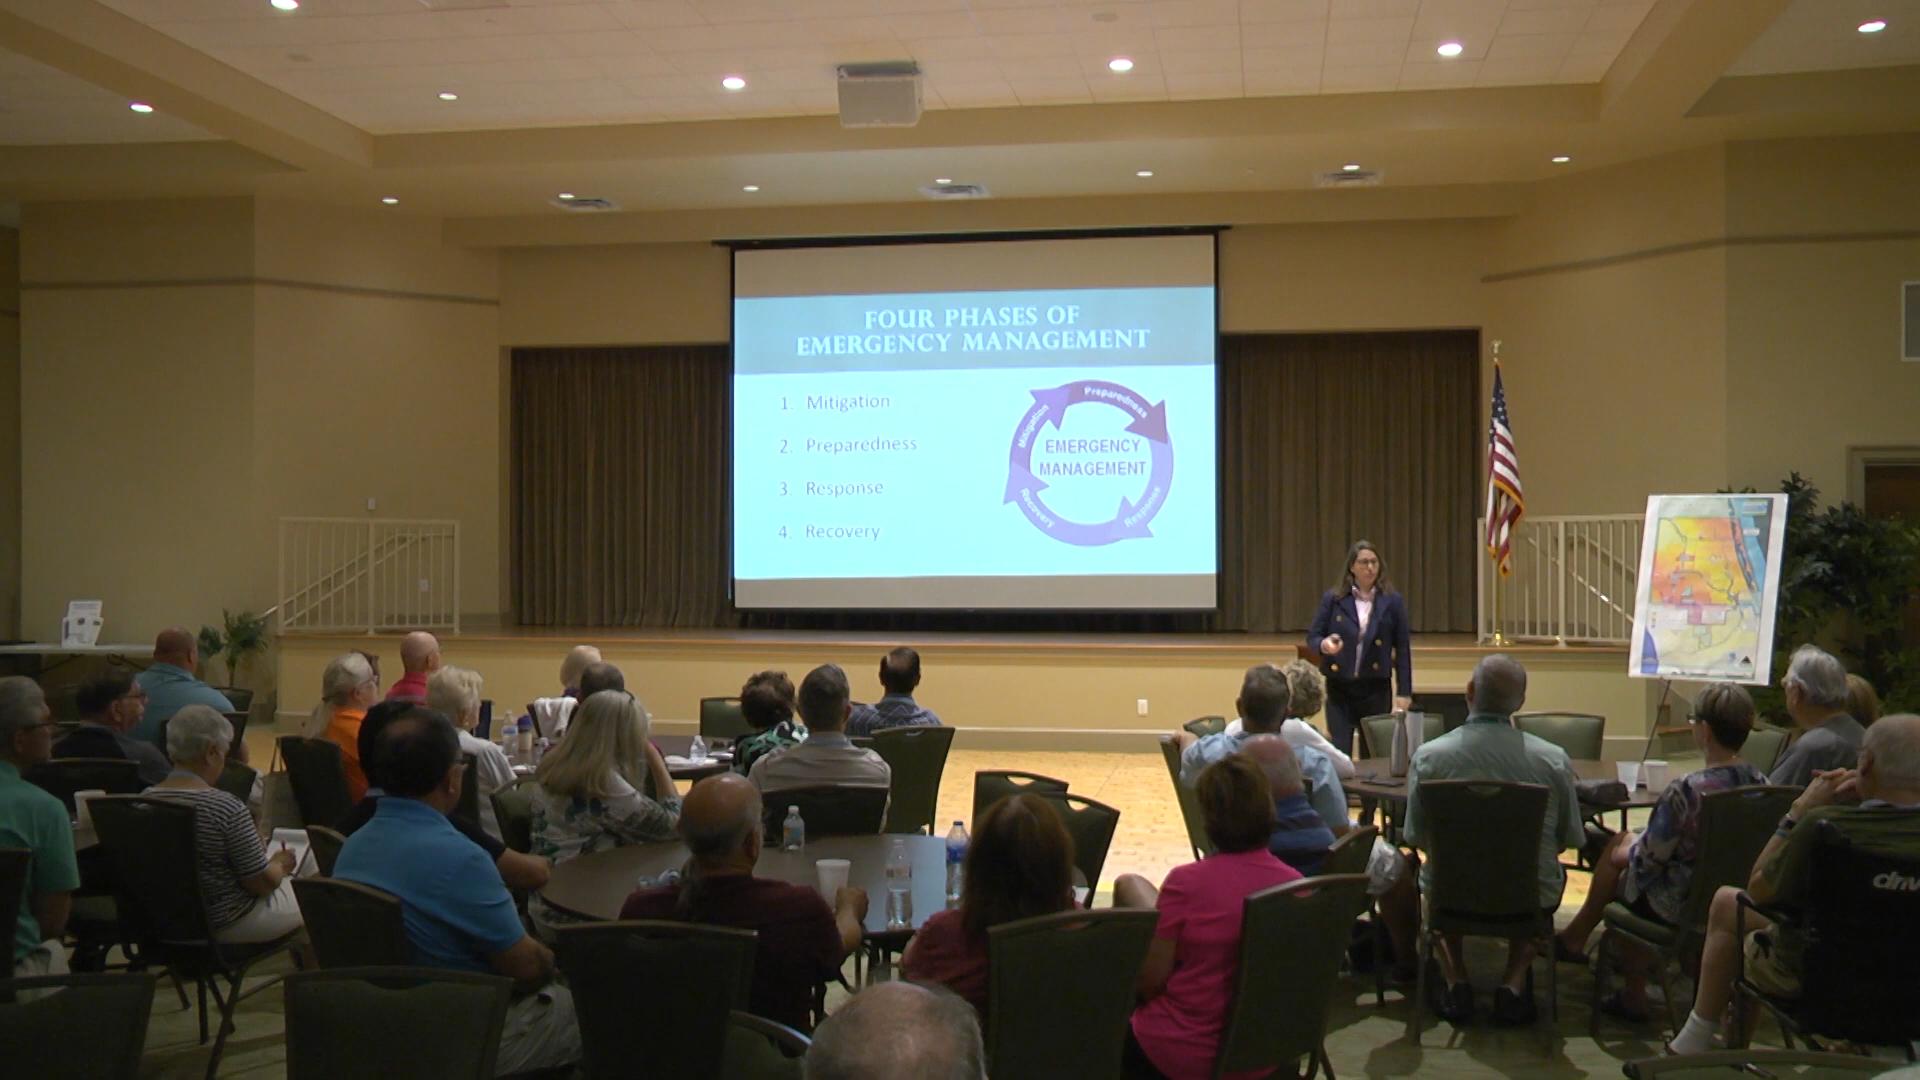 FOUR PHASES OF
EMERGENCY MANAGEMENT
1. Mitigation
2. Preparedness
3. Response
4. Recovery
Preparedness
Mitigation
EMERGENCY
MANAGEMENT
Recovery
Response